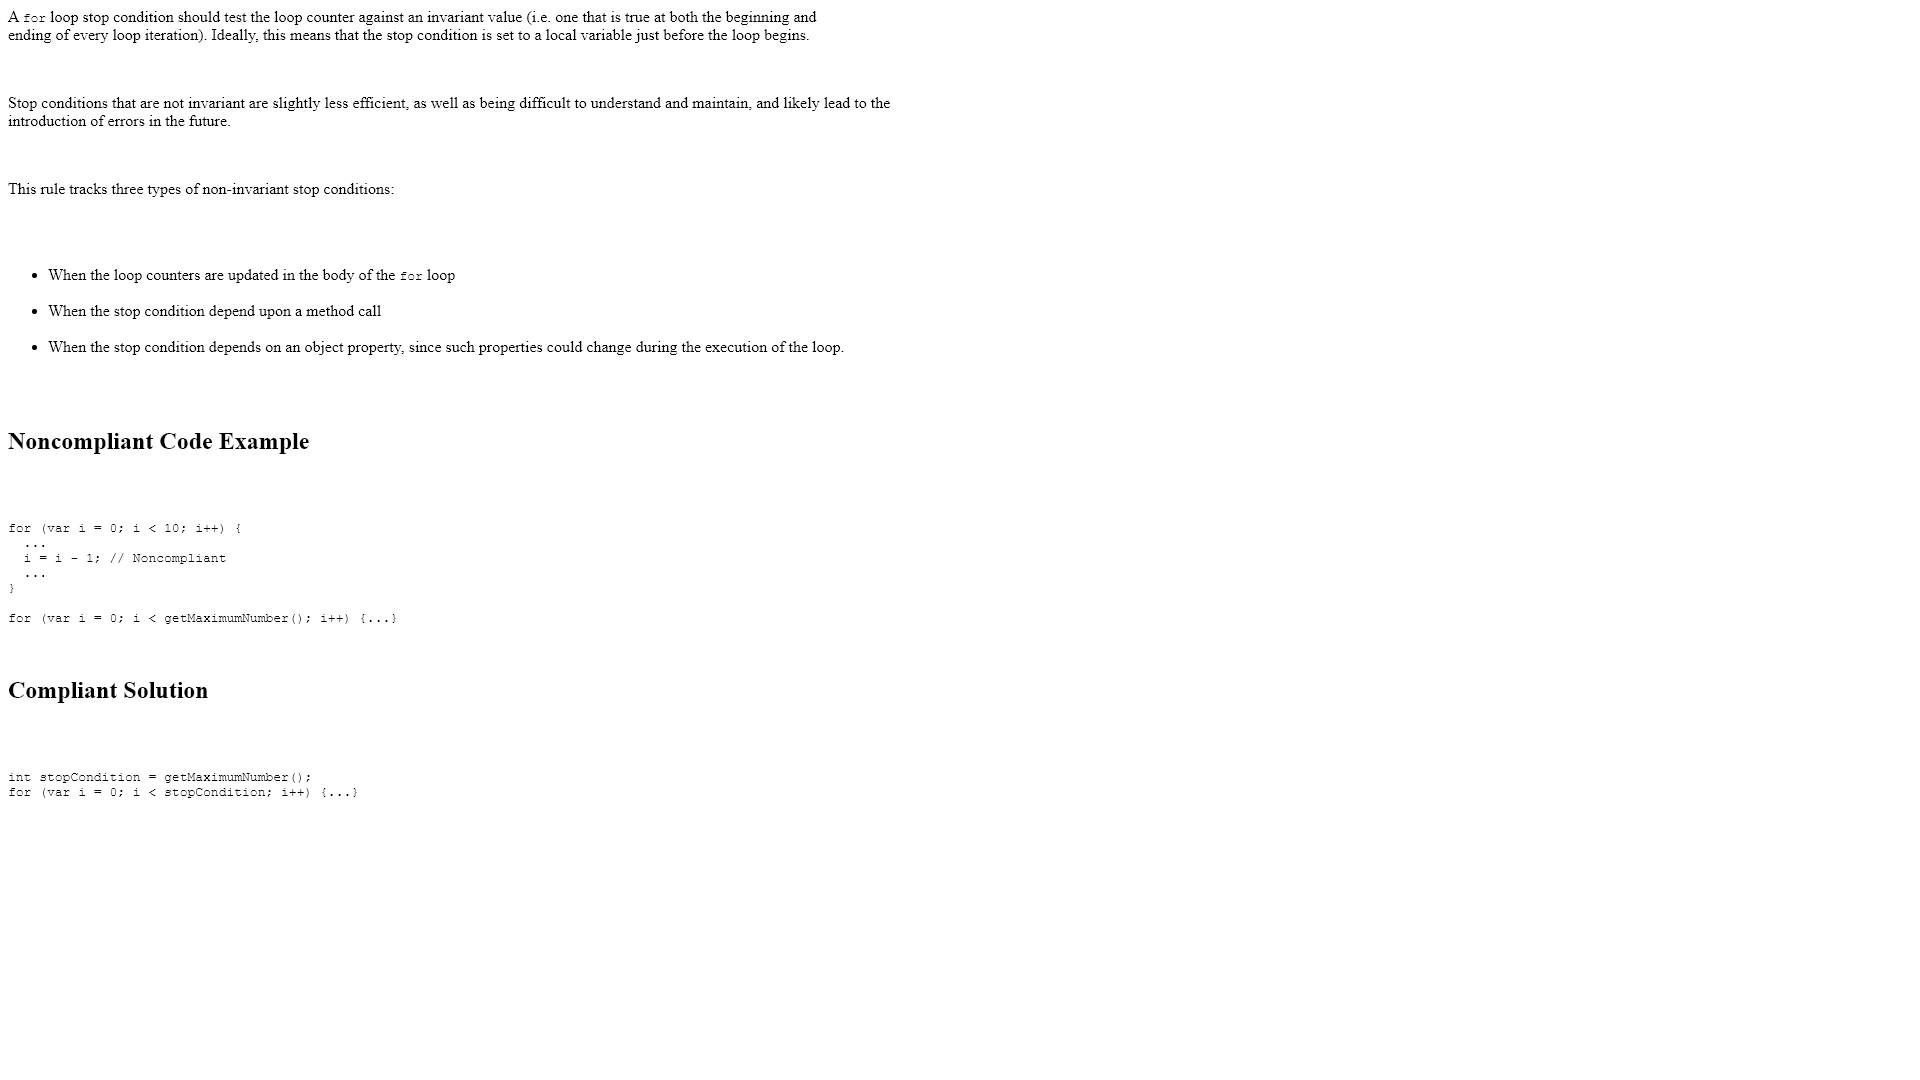 A for loop stop condition should test the loop counter against an invariant value (i.e. one that is true at both the beginning and
ending of every loop iteration). Ideally, this means that the stop condition is set to a local variable just before the loop begins.
Stop conditions that are not invariant are slightly less efficient, as well as being difficult to understand and maintain, and likely lead to the
introduction of errors in the future.
This rule tracks three types of non-invariant stop conditions:
• When the loop counters are updated in the body of the for loop
• When the stop condition depend upon a method call
• When the stop condition depends on an object property, since such properties could change during the execution of the loop.
Noncompliant Code Example
for (var i = 0; i < 10; i++) {
  ...
  i = i - 1; // Noncompliant
  ...
}
for (var i = 0; i < getMaximumNumber(); i++) {...}
Compliant Solution
int stopCondition = getMaximumNumber();
for (var i = 0; i < stopCondition; i++) {...}